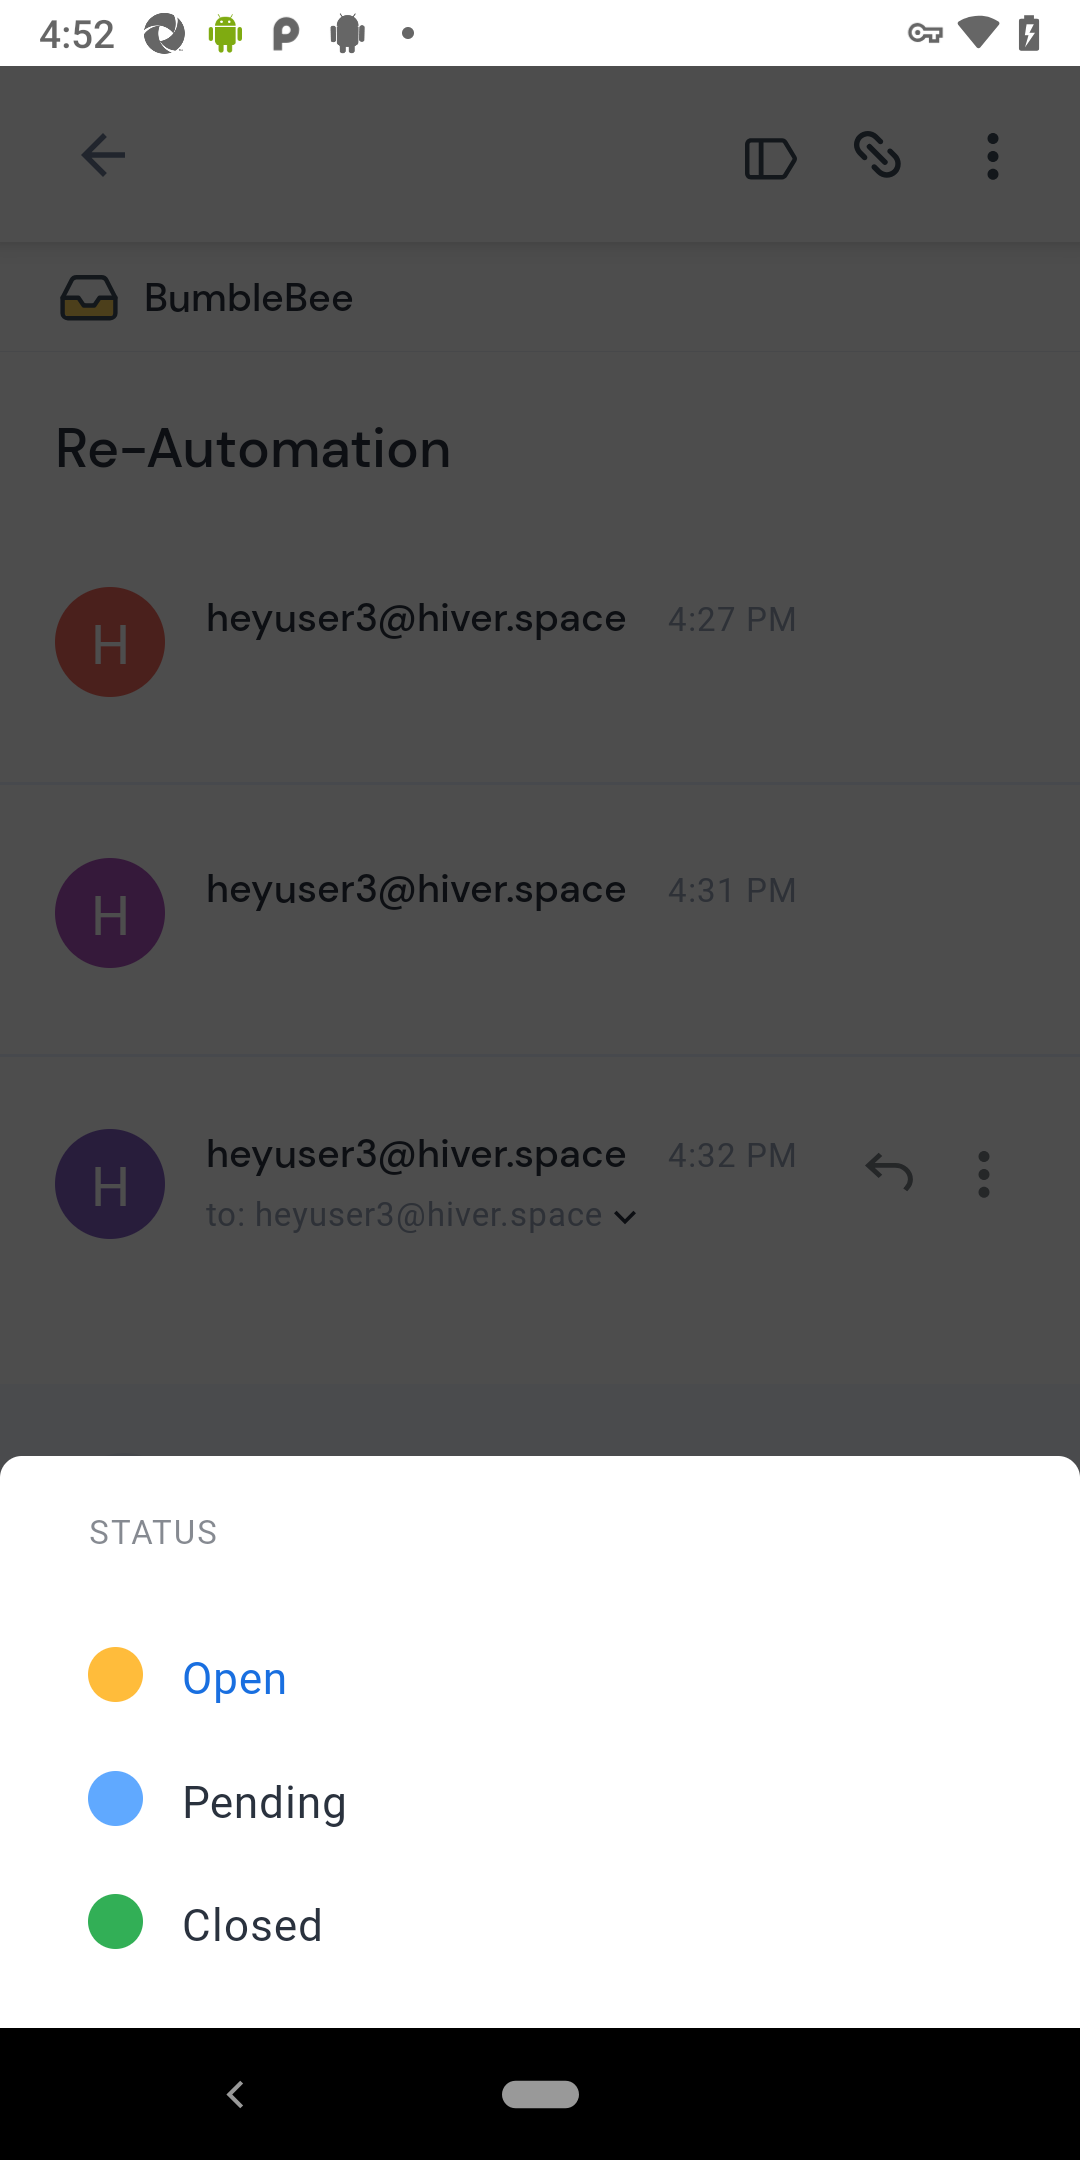 4:52
BumbleBee
Re-Automation
H heyuser3@hiver.space 4:27 PM
H heyuser3@hiver.space 4:31 PM
H heyuser3@hiver.space 4:32 PM
to: heyuser3@hiver.space
STATUS
Open
Pending
Closed